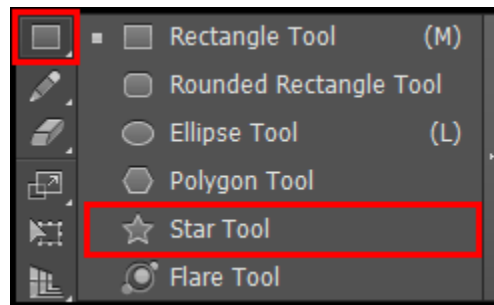 Rectangle Tool (M)
Rounded Rectangle Tool
Ellipse Tool (L)
Polygon Tool
Star Tool
Flare Tool